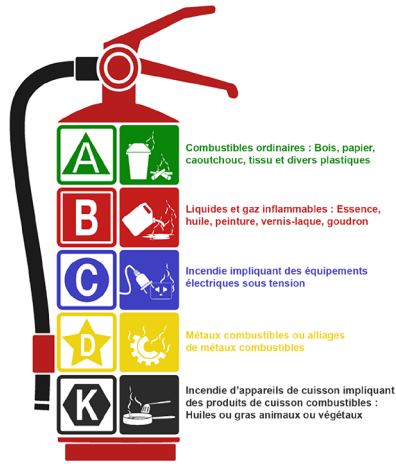 A
Combustibles ordinaires : Bois, papier,
caoutchouc, tissu et divers plastiques
B
Liquides et gaz inflammables : Essence,
huile, peinture, vernis-laque, goudron
C
Incendie impliquant des équipements
électriques sous tension
D
Métaux combustibles ou alliages
de métaux combustibles
K
Incendie d'appareils de cuisson impliquant
des produits de cuisson combustibles :
Huiles ou gras animaux ou végétaux